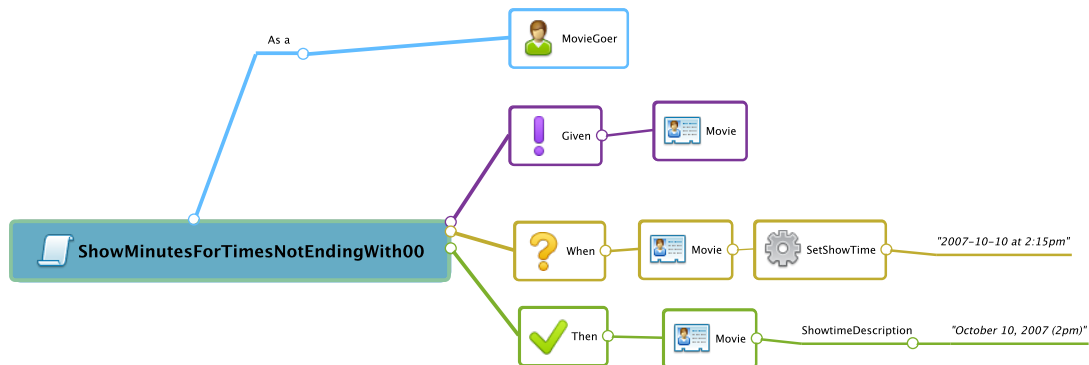 As a
MovieGoer
Given
Movie
ShowMinutesForTimesNotEndingWith00
When
Movie
SetShowTime
"2007-10-10 at 2:15pm"
Then
Movie
ShowtimeDescription
"October 10, 2007 (2pm)"